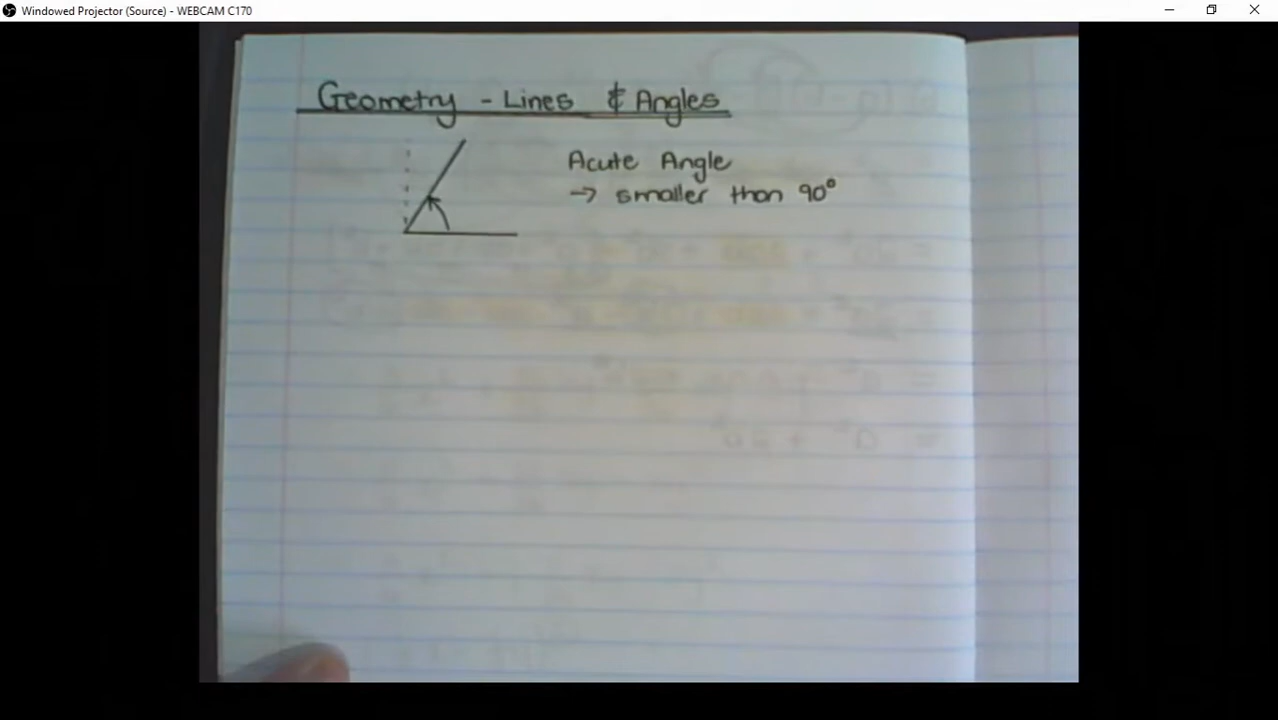 Windowed Projector (Source) - WEBCAM C170
Geometry - Lines & Angles
Acute Angle
→ smaller than 90°